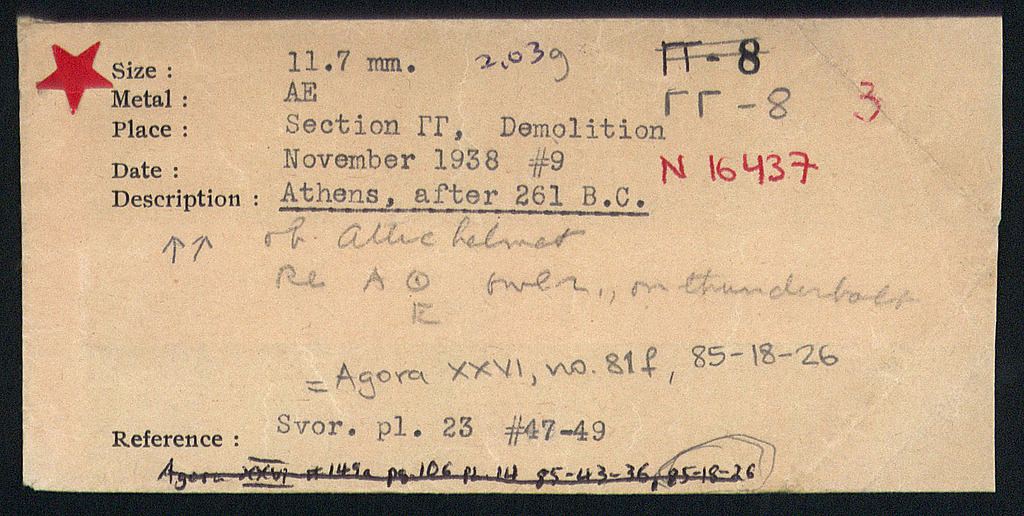 Size : 11.7 mm. 2,03g ΓΓ-8
Metal : AE ΓΓ-8 3
Place : Section ΓΓ, Demolition
Date : November 1938 #9 N 16437
Description : Athens, after 261 B.C.
↑↑ ob. Attic helmet
Re A Θ owl r., on thunderbolt
E
= Agora XXVI, no. 81f, 85-18-26
Reference : Svor. pl. 23 #47-49
Agora XXVI #149a pg. 106 pl. 14 85-43-36, 85-18-26